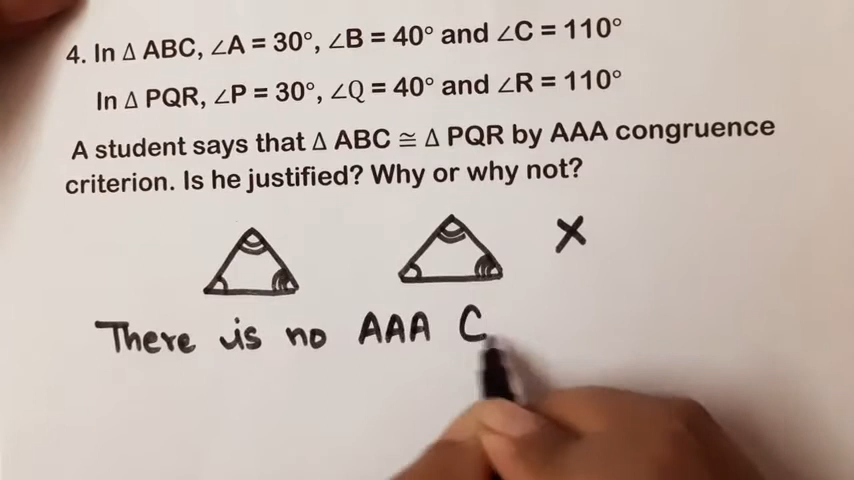 4. In Δ ABC, ∠A = 30°, ∠B = 40° and ∠C = 110°
In Δ PQR, ∠P = 30°, ∠Q = 40° and ∠R = 110°
A student says that Δ ABC ≅ Δ PQR by AAA congruence
criterion. Is he justified? Why or why not?
There is no AAA C